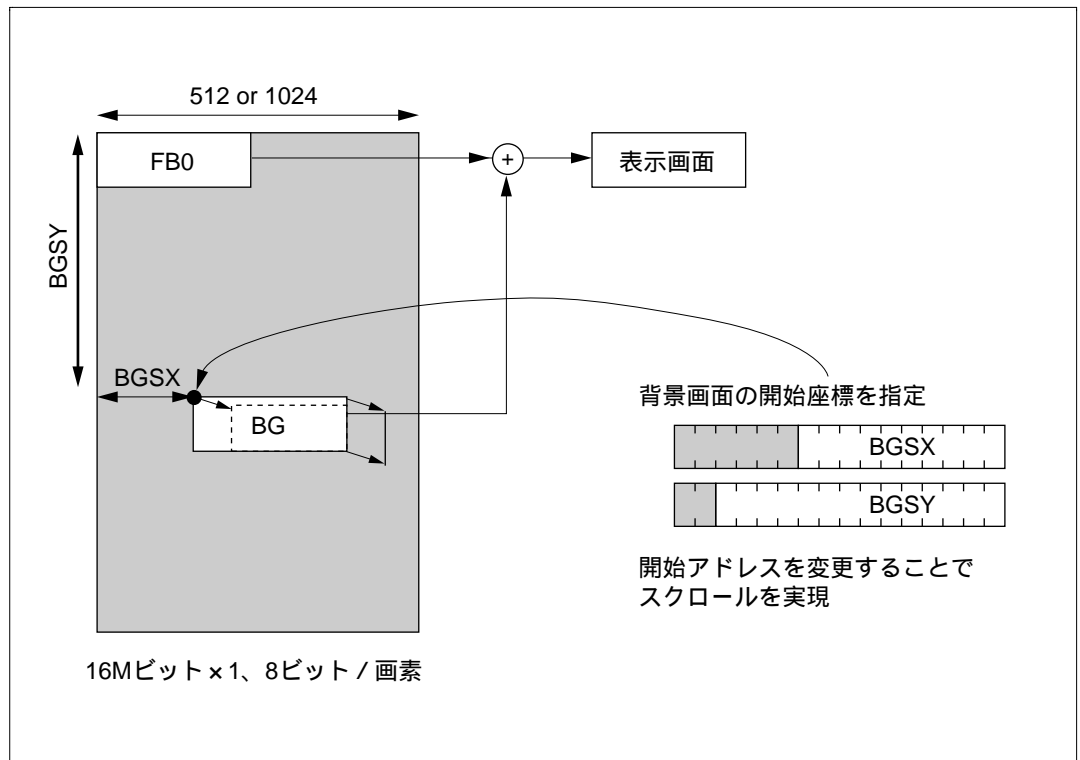 512 or 1024
FB0
+
表示画面
BGSY
BGSX
BG
背景画面の開始座標を指定
BGSX
BGSY
開始アドレスを変更することで
スクロールを実現
16Mビット×1、8ビット / 画素